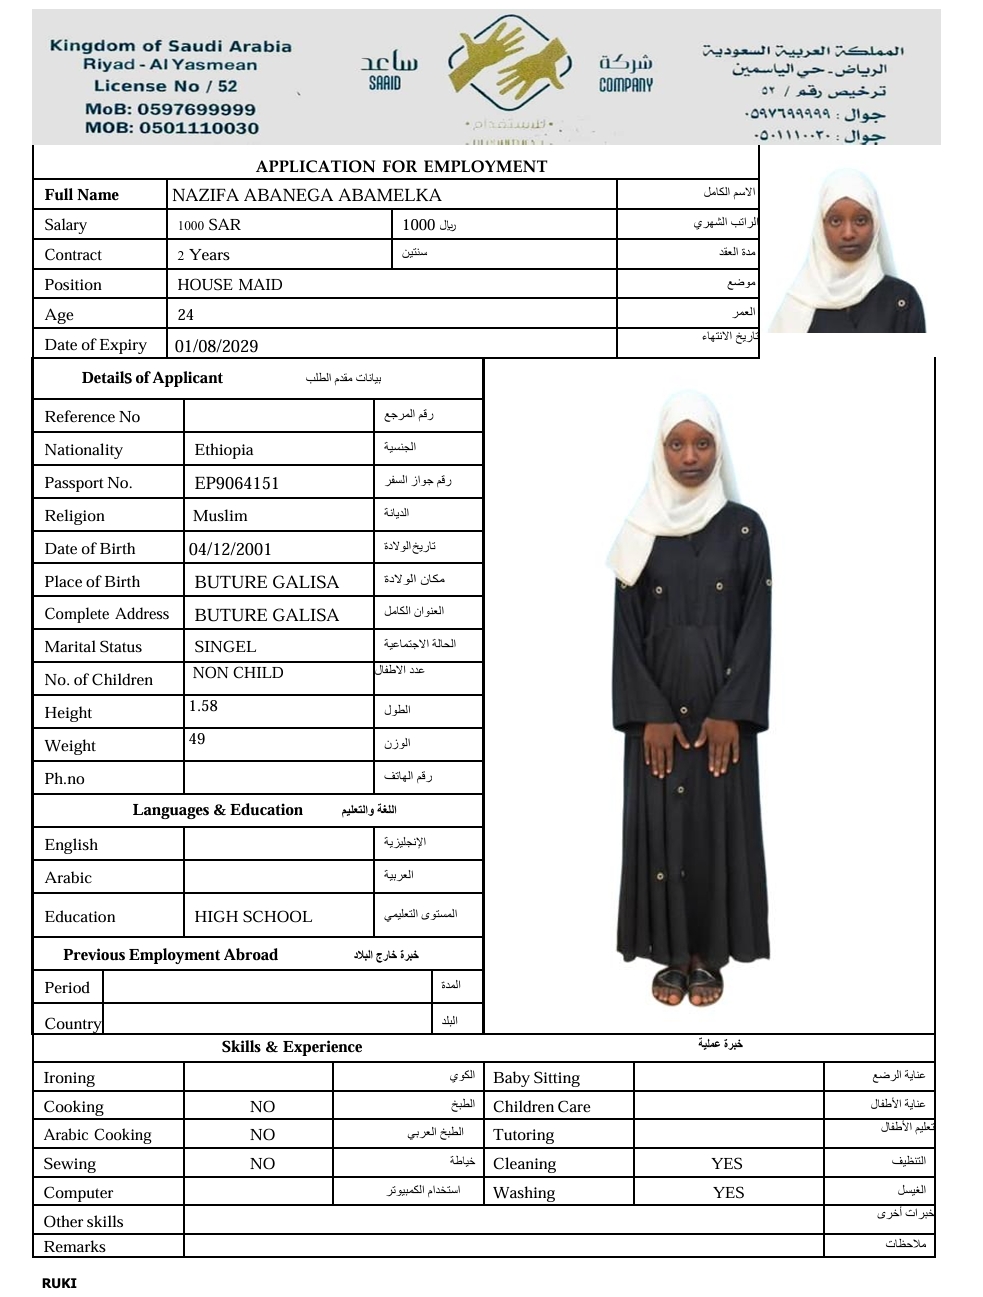 Kingdom of Saudi Arabia
Riyad - Al Yasmean
License No / 52
MoB: 0597699999
MOB: 0501110030
ساعد
SAAID
شركة
COMPANY
للاستقدام
المملكة العربية السعودية
الرياض - حي الياسمين
ترخيص رقم / ٥٢
جوال : ٠٥٩٧٦٩٩٩٩٩
جوال : ٠٥٠١١١٠٠٣٠
APPLICATION FOR EMPLOYMENT
Full Name NAZIFA ABANEGA ABAMELKA الاسم الكامل
Salary 1000 SAR 1000 ريال الراتب الشهري
Contract 2 Years سنتين مدة العقد
Position HOUSE MAID موضع
Age 24 العمر
Date of Expiry 01/08/2029 تاريخ الانتهاء
Details of Applicant بيانات مقدم الطلب
Reference No رقم المرجع
Nationality Ethiopia الجنسية
Passport No. EP9064151 رقم جواز السفر
Religion Muslim الديانة
Date of Birth 04/12/2001 تاريخ الولادة
Place of Birth BUTURE GALISA مكان الولادة
Complete Address BUTURE GALISA العنوان الكامل
Marital Status SINGEL الحالة الاجتماعية
No. of Children NON CHILD عدد الاطفال
Height 1.58 الطول
Weight 49 الوزن
Ph.no رقم الهاتف
Languages & Education اللغة والتعليم
English الإنجليزية
Arabic العربية
Education HIGH SCHOOL المستوى التعليمي
Previous Employment Abroad خبرة خارج البلاد
Period المدة
Country البلد
Skills & Experience خبرة عملية
Ironing الكوي Baby Sitting عناية الرضع
Cooking NO الطبخ Children Care عناية الأطفال
Arabic Cooking NO الطبخ العربي Tutoring تعليم الأطفال
Sewing NO خياطة Cleaning YES التنظيف
Computer استخدام الكمبيوتر Washing YES الغيسل
Other skills خبرات أخرى
Remarks ملاحظات
RUKI